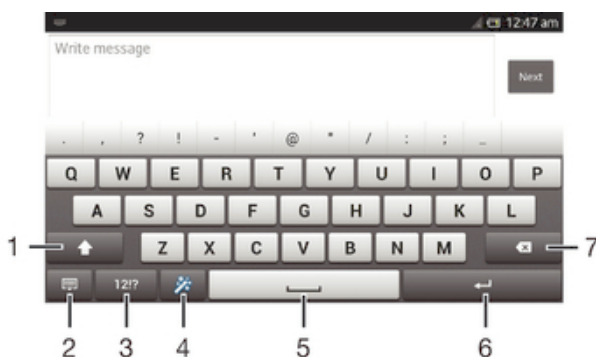 12:47 am
Write message
Next
. , ? ! - ' @ " / : ; _
Q W E R T Y U I O P
A S D F G H J K L
1 Z X C V B N M 7
12!?
2 3 4 5 6